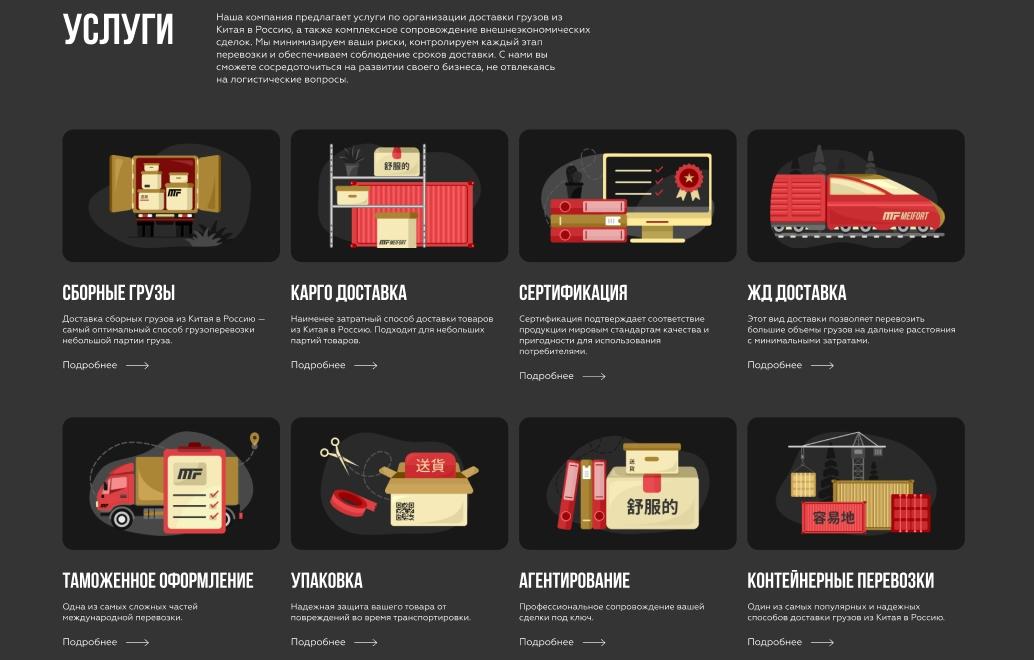 УСЛУГИ
Наша компания предлагает услуги по организации доставки грузов из
Китая в Россию, а также комплексное сопровождение внешнеэкономических
сделок. Мы минимизируем ваши риски, контролируем каждый этап
перевозки и обеспечиваем соблюдение сроков доставки. С нами вы
сможете сосредоточиться на развитии своего бизнеса, не отвлекаясь
на логистические вопросы.
MF
舒服的
MF MEIFORT
MF MEIFORT
СБОРНЫЕ ГРУЗЫ
Доставка сборных грузов из Китая в Россию —
самый оптимальный способ грузоперевозки
небольшой партии груза.
Подробнее
КАРГО ДОСТАВКА
Наименее затратный способ доставки товаров
из Китая в Россию. Подходит для небольших
партий товаров.
Подробнее
СЕРТИФИКАЦИЯ
Сертификация подтверждает соответствие
продукции мировым стандартам качества и
пригодности для использования
потребителями.
Подробнее
ЖД ДОСТАВКА
Этот вид доставки позволяет перевозить
большие объемы грузов на дальние расстояния
с минимальными затратами.
Подробнее
MF
送貨
送貨
舒服的
容易地
ТАМОЖЕННОЕ ОФОРМЛЕНИЕ
Одна из самых сложных частей
международной перевозки.
Подробнее
УПАКОВКА
Надежная защита вашего товара от
повреждений во время транспортировки.
Подробнее
АГЕНТИРОВАНИЕ
Профессиональное сопровождение вашей
сделки под ключ.
Подробнее
КОНТЕЙНЕРНЫЕ ПЕРЕВОЗКИ
Один из самых популярных и надежных
способов доставки грузов из Китая в Россию.
Подробнее